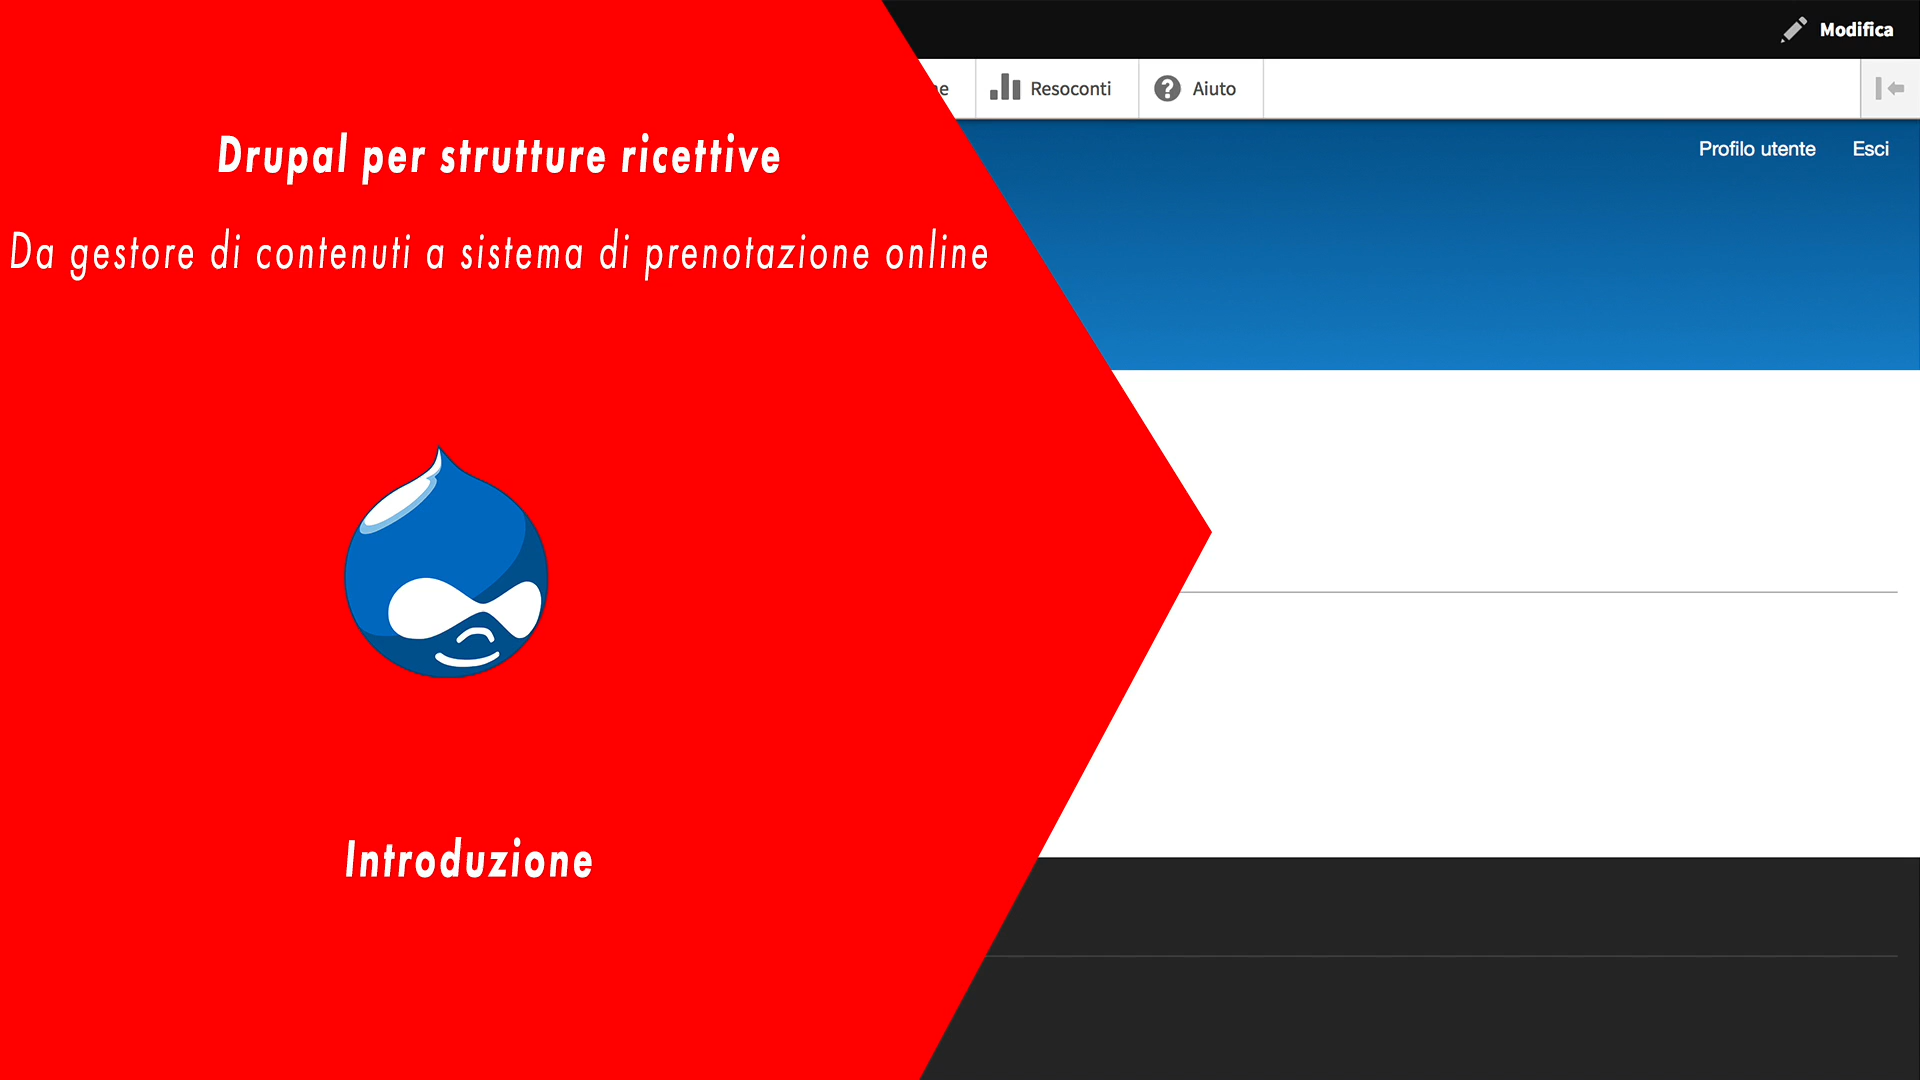 Modifica
Resoconti
Aiuto
Profilo utente
Esci
Drupal per strutture ricettive
Da gestore di contenuti a sistema di prenotazione online
Introduzione